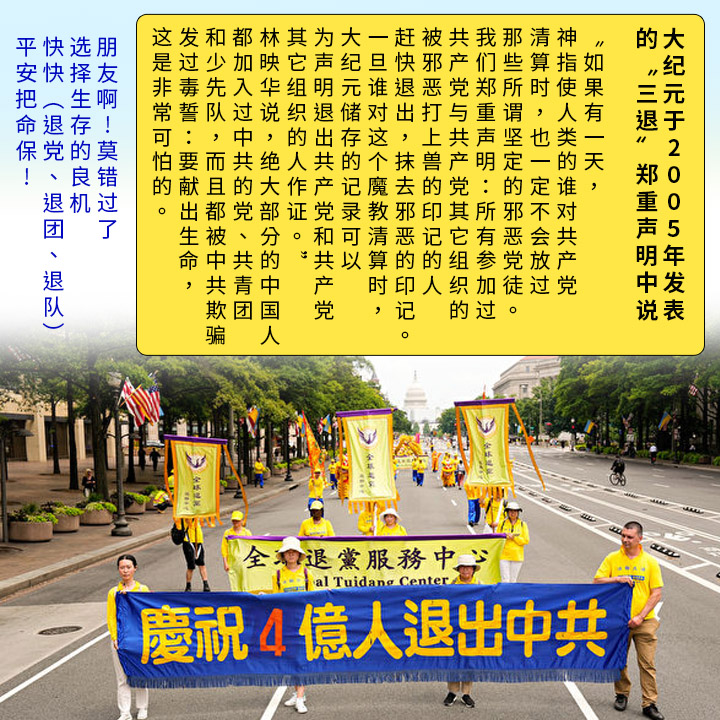 大纪元于2005年发表
的〝三退〞郑重声明中说
〝如果有一天，
神指使人类的谁对共产党
清算时，也一定不会放过
那些所谓坚定的邪恶党徒。
我们郑重声明：所有参加过
共产党与共产党其它组织的
被邪恶打上兽的印记的人
赶快退出，抹去邪恶的印记。
一旦谁对这个魔教清算时，
大纪元储存的记录可以
为声明退出共产党和共产党
其它组织的人作证。〞
林映华说，绝大部分的中国人
都加入过中共的党、共青团
和少先队，而且都被中共欺骗
发过毒誓：要献出生命，
这是非常可怕的。
朋友啊！莫错过了
选择生存的良机
快快（退党、退团、退队）
平安把命保！
全球退黨
全球退黨
全球退黨
全球退黨服務中心
Tuidang Center
慶祝4億人退出中共